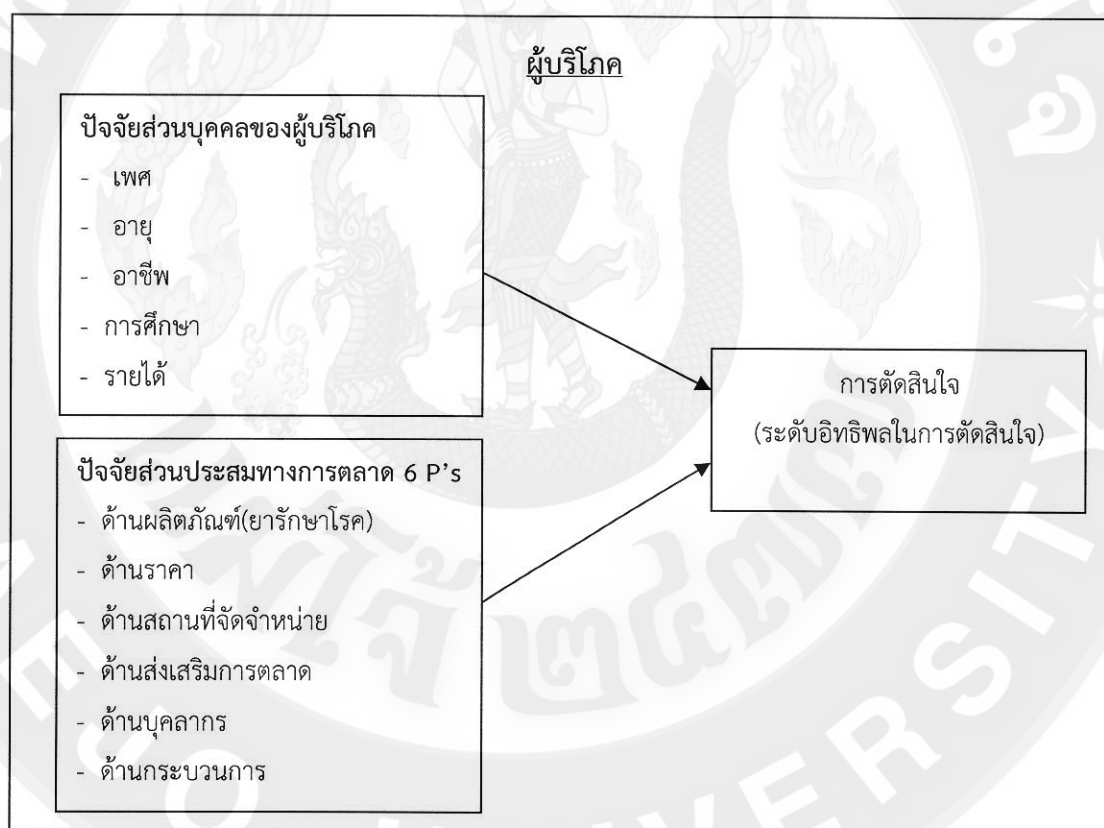 ผู้บริโภค
ปัจจัยส่วนบุคคลของผู้บริโภค
- เพศ
- อายุ
- อาชีพ
- การศึกษา
- รายได้
ปัจจัยส่วนประสมทางการตลาด 6 P's
- ด้านผลิตภัณฑ์(ยารักษาโรค)
- ด้านราคา
- ด้านสถานที่จัดจำหน่าย
- ด้านส่งเสริมการตลาด
- ด้านบุคลากร
- ด้านกระบวนการ
การตัดสินใจ
(ระดับอิทธิพลในการตัดสินใจ)
แม่โจ้ ๒๔๗๗